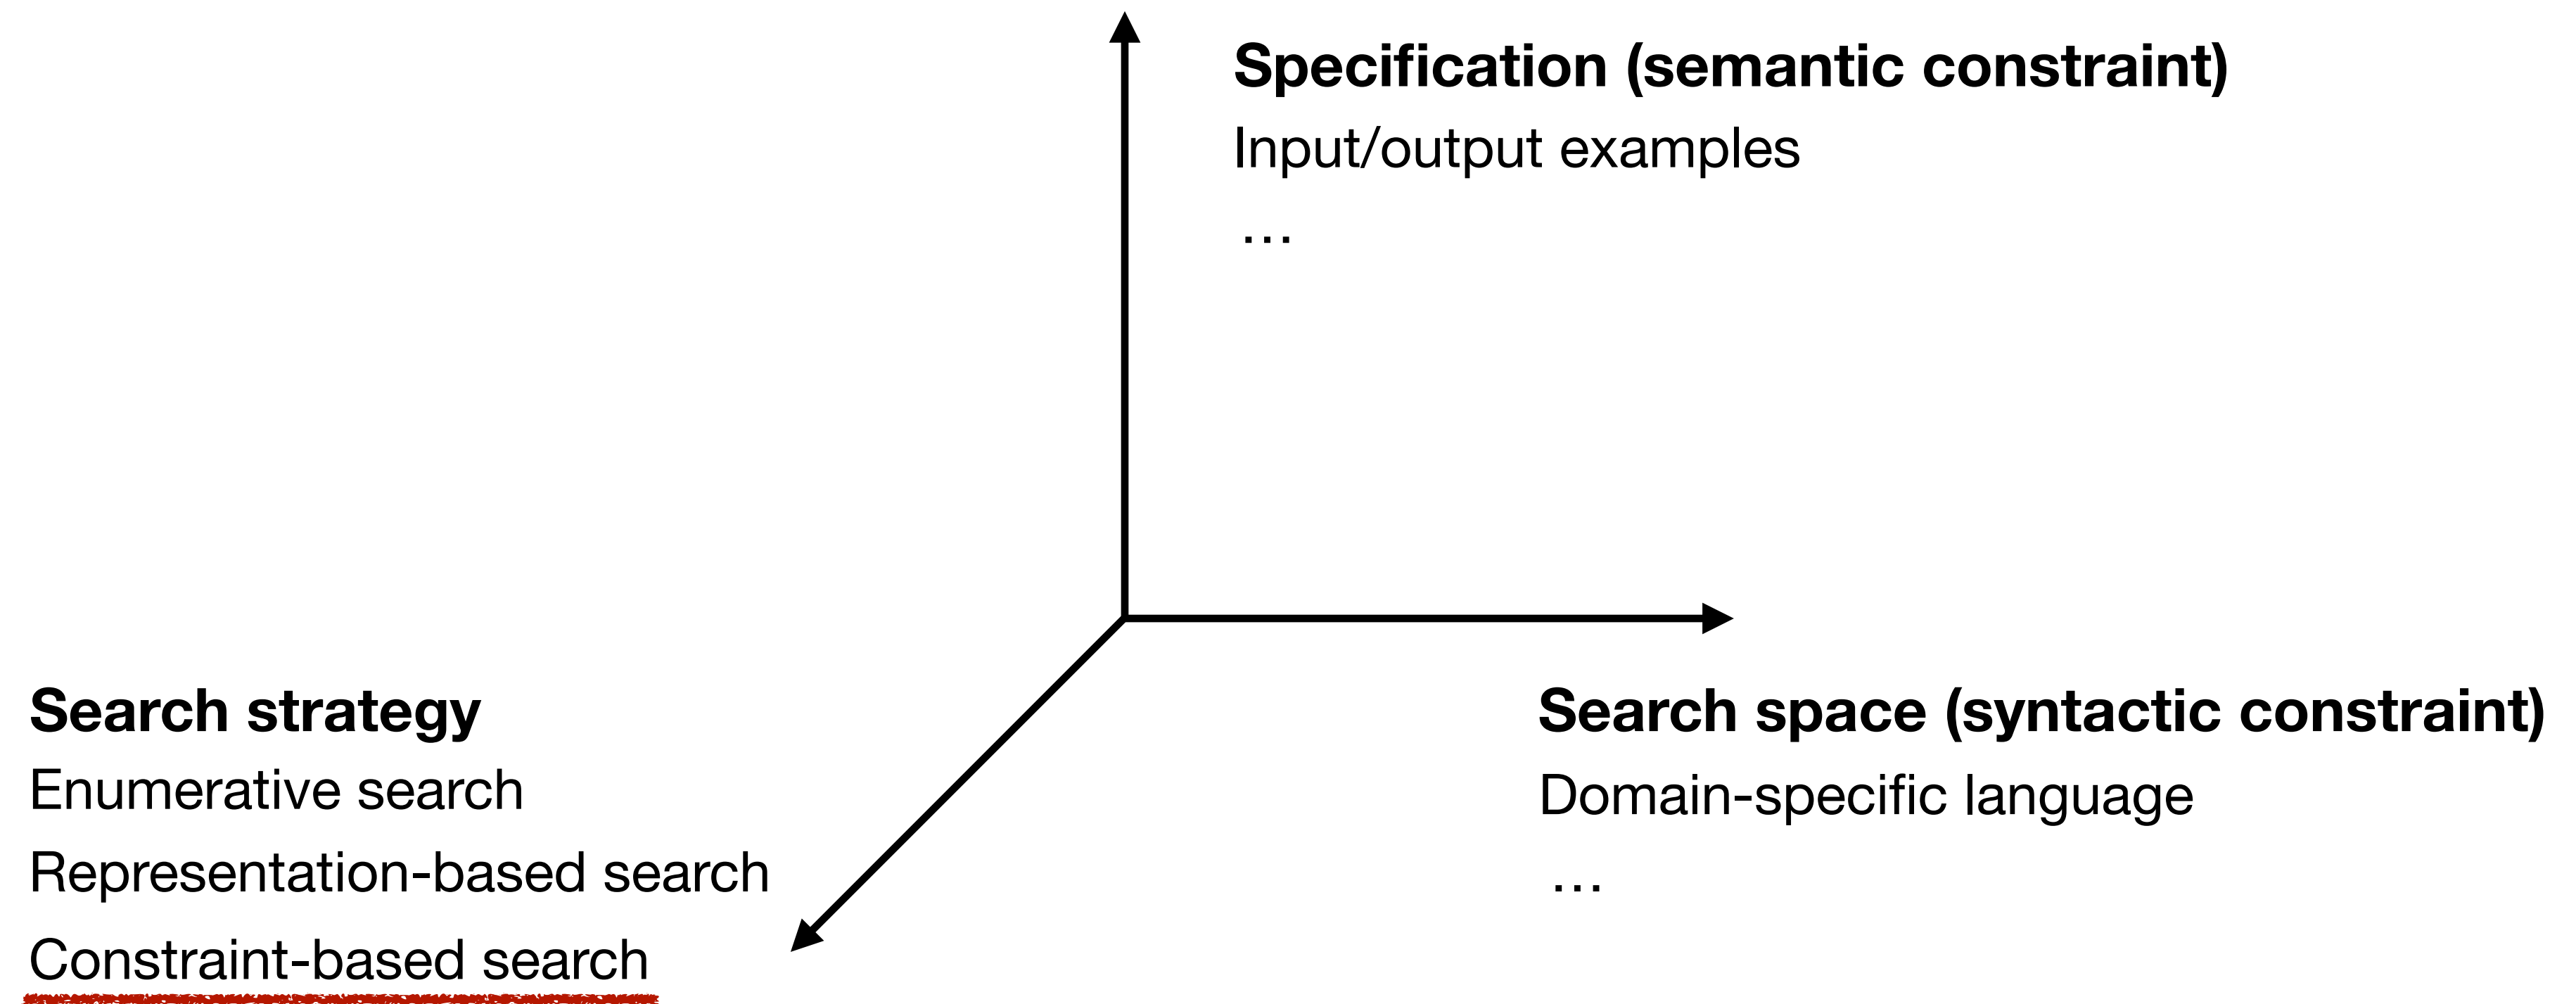 Specification (semantic constraint)
Input/output examples
…
Search strategy
Enumerative search
Representation-based search
Constraint-based search
Search space (syntactic constraint)
Domain-specific language
…